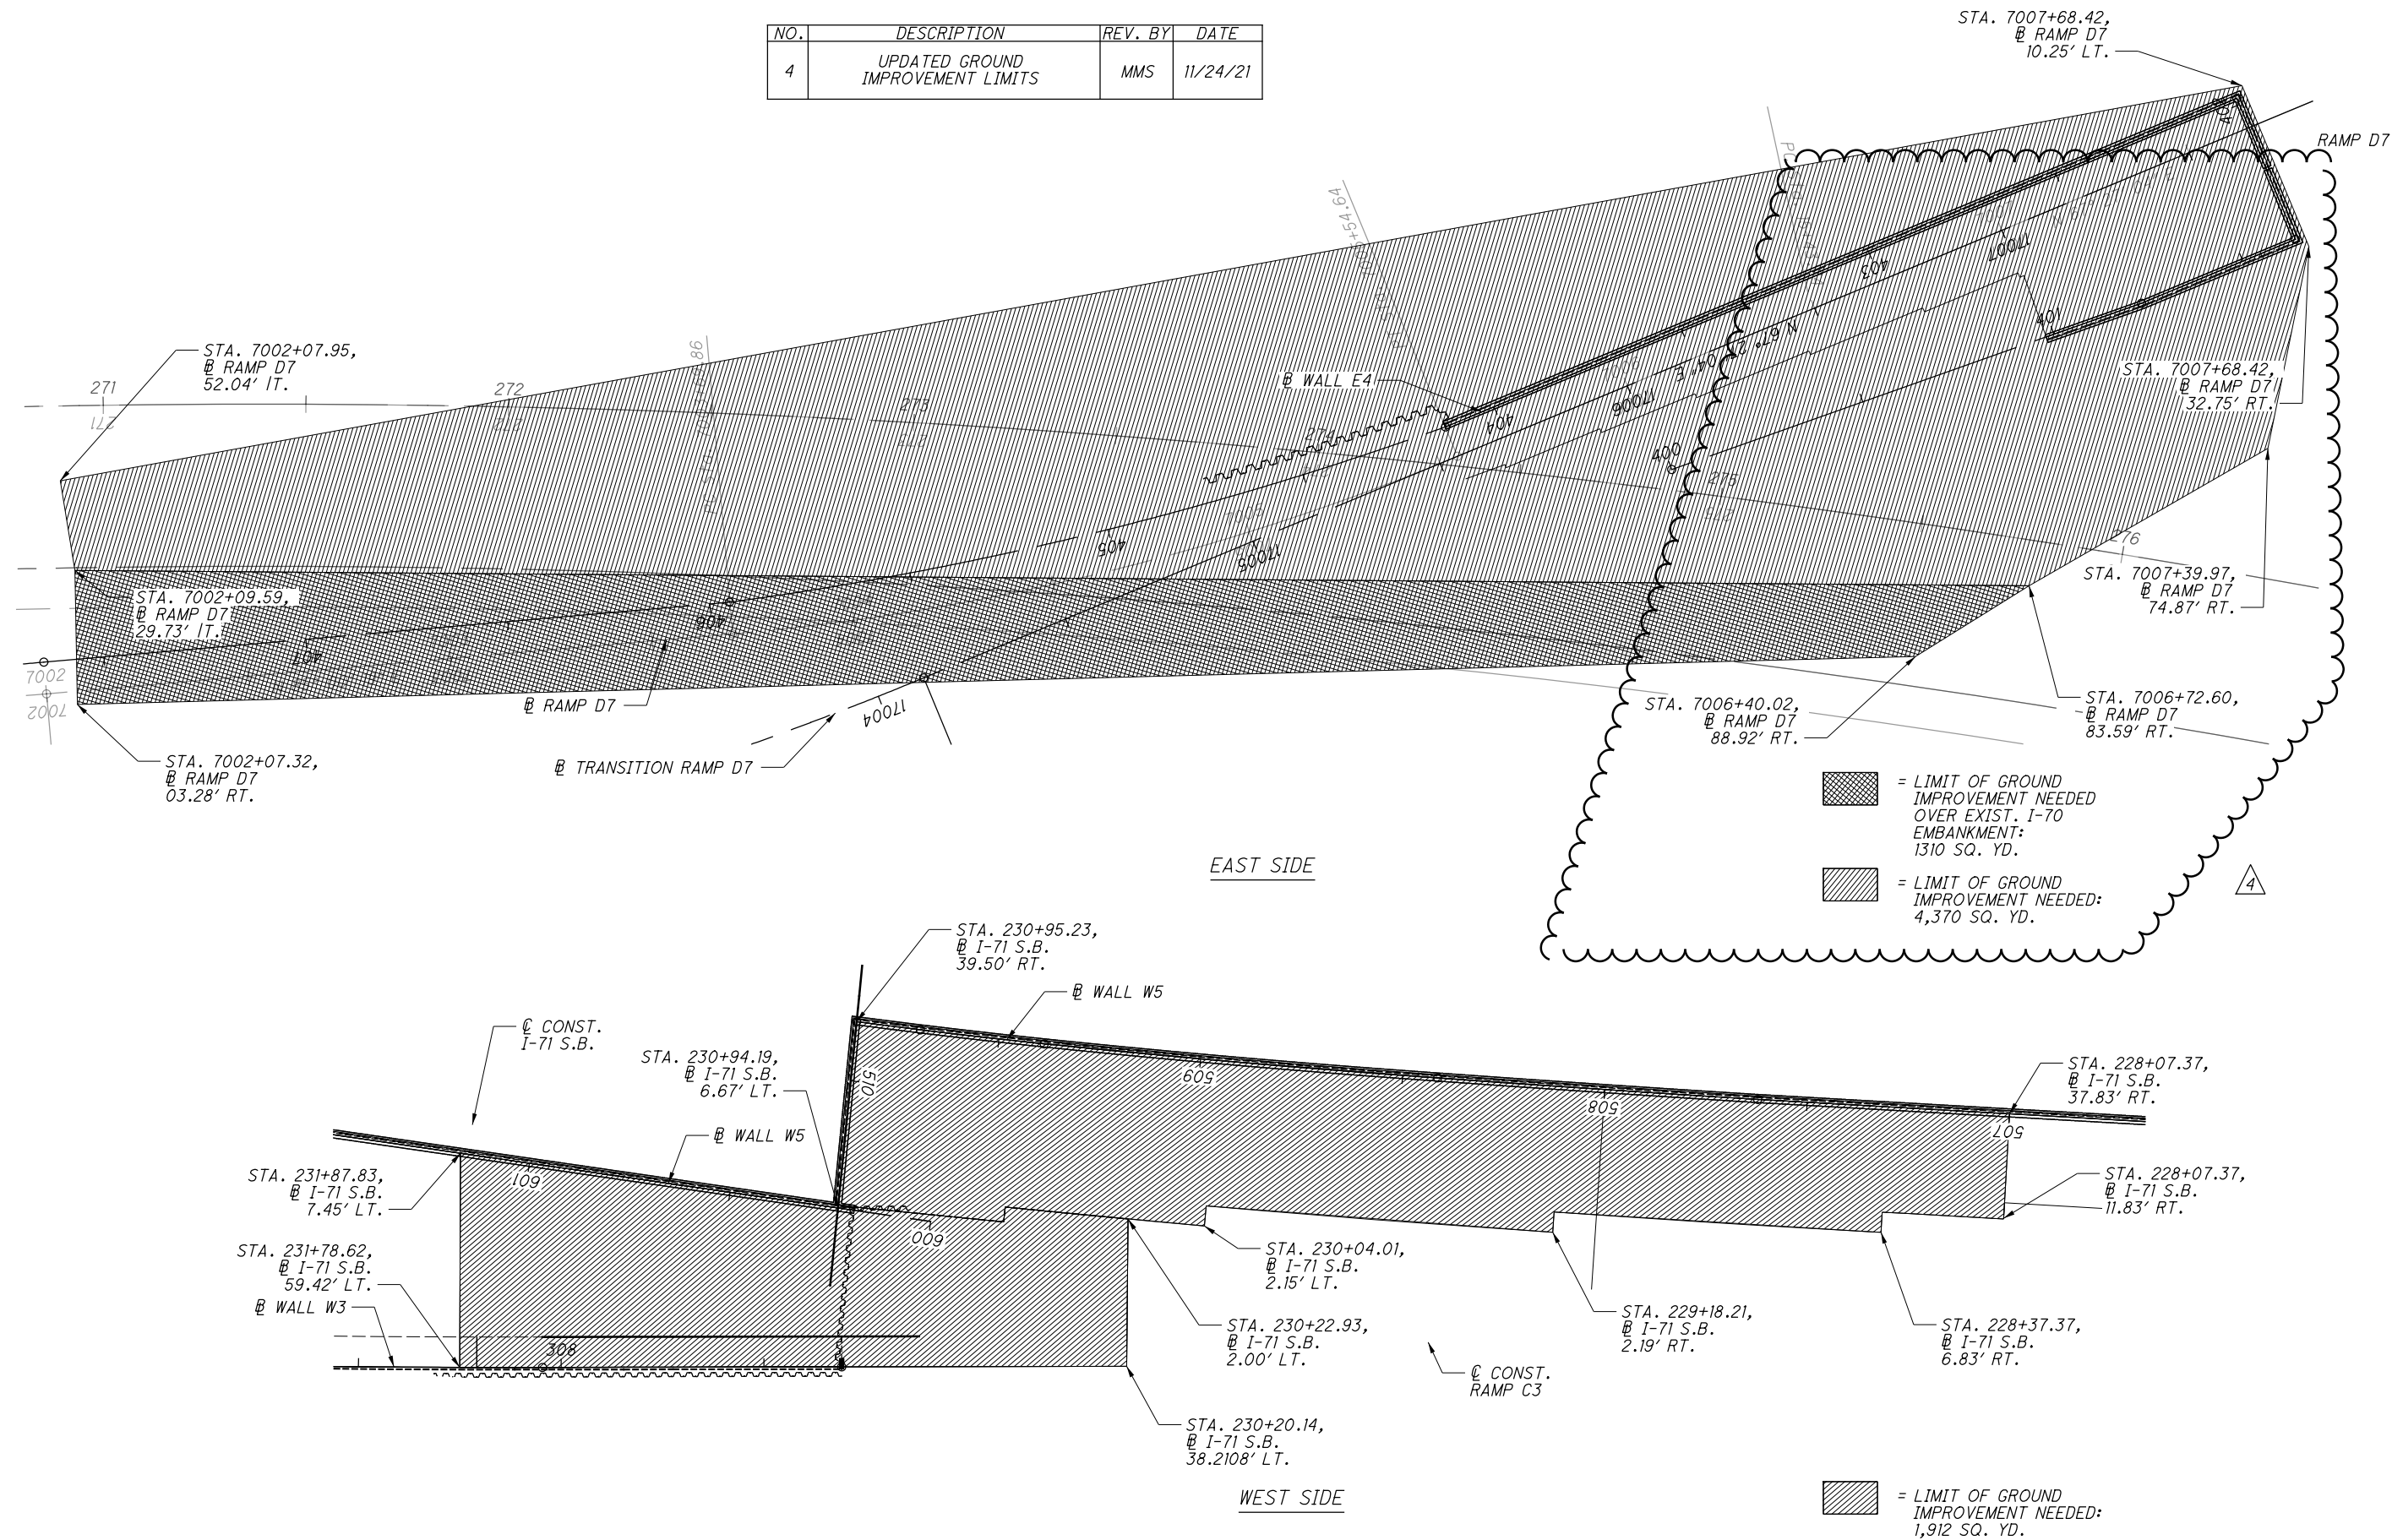 NO. DESCRIPTION REV. BY DATE
4 UPDATED GROUND IMPROVEMENT LIMITS MMS 11/24/21
STA. 7007+68.42,
℄ RAMP D7
10.25' LT.
RAMP D7
STA. 7002+07.95,
℄ RAMP D7
52.04' lT.
271
271
272
272
273
273
274
275
275
276
℄ WALL E4
N 67° 27' 04" E
400
401
403
404
405
406
407
17004
17005
17006
17007
STA. 7007+68.42,
℄ RAMP D7
32.75' RT.
STA. 7002+09.59,
℄ RAMP D7
29.73' lT.
7002
7002
STA. 7007+39.97,
℄ RAMP D7
74.87' RT.
℄ RAMP D7
STA. 7006+40.02,
℄ RAMP D7
88.92' RT.
STA. 7006+72.60,
℄ RAMP D7
83.59' RT.
STA. 7002+07.32,
℄ RAMP D7
03.28' RT.
℄ TRANSITION RAMP D7
= LIMIT OF GROUND
IMPROVEMENT NEEDED
OVER EXIST. I-70
EMBANKMENT:
1310 SQ. YD.
EAST SIDE
= LIMIT OF GROUND
IMPROVEMENT NEEDED:
4,370 SQ. YD.
4
STA. 230+95.23,
℄ I-71 S.B.
39.50' RT.
℄ WALL W5
℄ CONST.
I-71 S.B.
STA. 230+94.19,
℄ I-71 S.B.
6.67' LT.
510
509
508
507
STA. 228+07.37,
℄ I-71 S.B.
37.83' RT.
℄ WALL W5
STA. 231+87.83,
℄ I-71 S.B.
7.45' LT.
601
600
STA. 228+07.37,
℄ I-71 S.B.
11.83' RT.
STA. 231+78.62,
℄ I-71 S.B.
59.42' LT.
℄ WALL W3
308
STA. 230+04.01,
℄ I-71 S.B.
2.15' LT.
STA. 230+22.93,
℄ I-71 S.B.
2.00' LT.
STA. 229+18.21,
℄ I-71 S.B.
2.19' RT.
STA. 228+37.37,
℄ I-71 S.B.
6.83' RT.
℄ CONST.
RAMP C3
STA. 230+20.14,
℄ I-71 S.B.
38.2108' LT.
WEST SIDE
= LIMIT OF GROUND
IMPROVEMENT NEEDED:
1,912 SQ. YD.